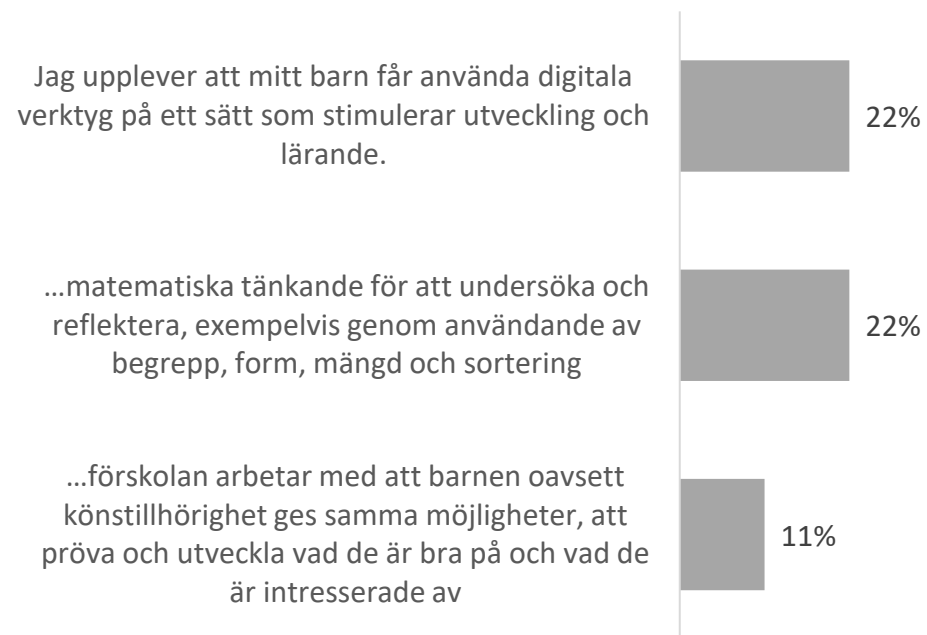 Jag upplever att mitt barn får använda digitala
verktyg på ett sätt som stimulerar utveckling och
lärande.
22%
…matematiska tänkande för att undersöka och
reflektera, exempelvis genom användande av
begrepp, form, mängd och sortering
22%
…förskolan arbetar med att barnen oavsett
könstillhörighet ges samma möjligheter, att
pröva och utveckla vad de är bra på och vad de
är intresserade av
11%